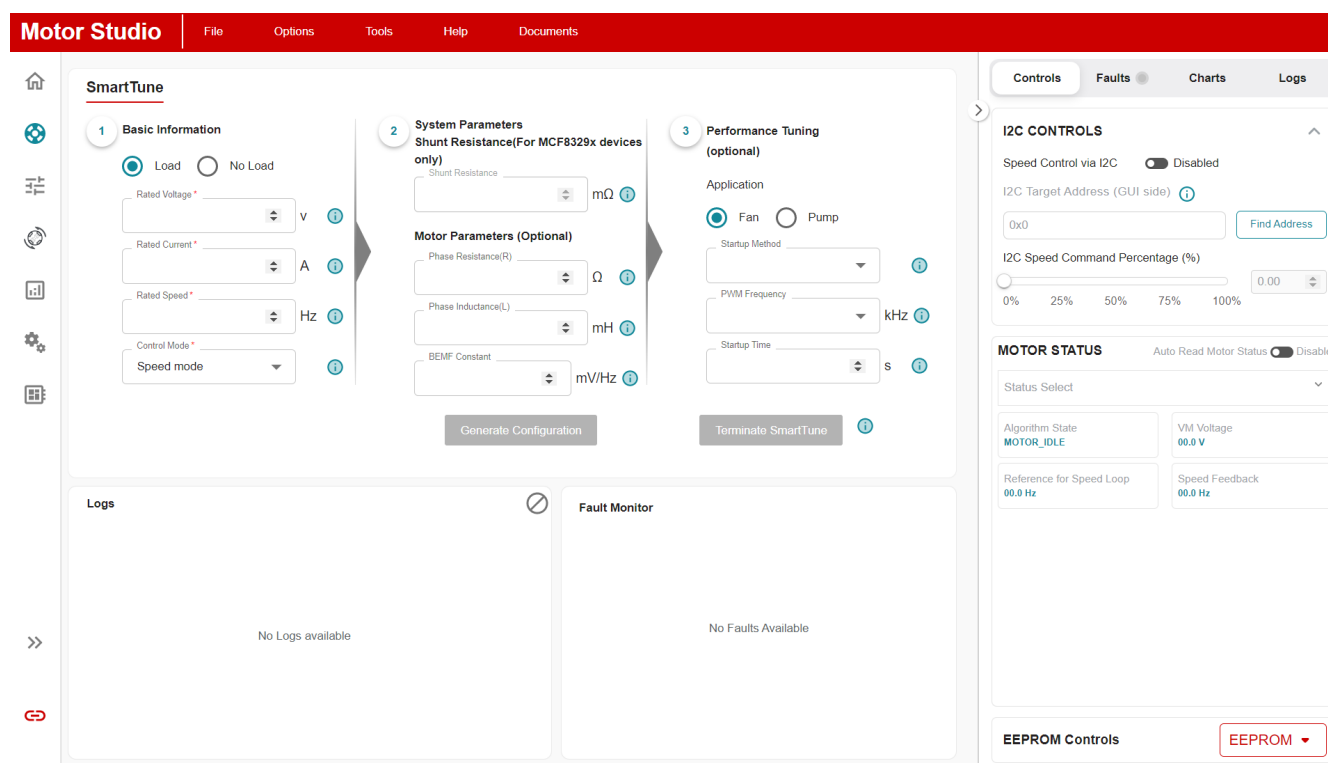 Motor Studio
File
Options
Tools
Help
Documents
SmartTune
1
Basic Information
Load
No Load
Rated Voltage *
V
Rated Current *
A
Rated Speed *
Hz
Control Mode *
Speed mode
2
System Parameters
Shunt Resistance(For MCF8329x devices
only)
Shunt Resistance
mΩ
Motor Parameters (Optional)
Phase Resistance(R)
Ω
Phase Inductance(L)
mH
BEMF Constant
mV/Hz
Generate Configuration
3
Performance Tuning
(optional)
Application
Fan
Pump
Startup Method
PWM Frequency
kHz
Startup Time
s
Terminate SmartTune
Logs
No Logs available
Fault Monitor
No Faults Available
Controls
Faults
Charts
Logs
I2C CONTROLS
Speed Control via I2C
Disabled
I2C Target Address (GUI side)
0x0
Find Address
I2C Speed Command Percentage (%)
0.00
0%
25%
50%
75%
100%
MOTOR STATUS
Auto Read Motor Status
Disable
Status Select
Algorithm State
MOTOR_IDLE
VM Voltage
00.0 V
Reference for Speed Loop
00.0 Hz
Speed Feedback
00.0 Hz
EEPROM Controls
EEPROM